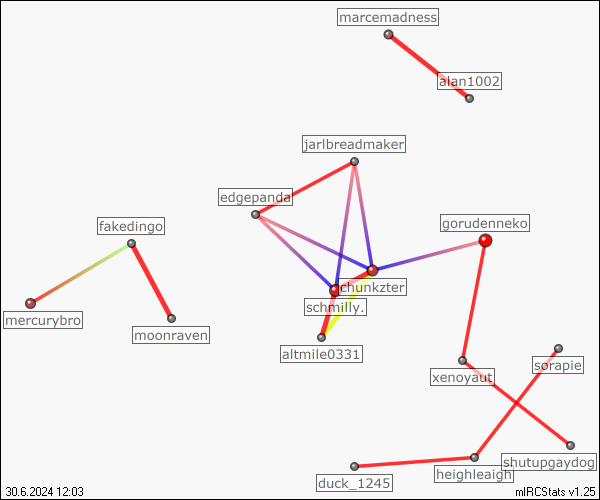 marcemadness
alan1002
jarlbreadmaker
edgepanda
fakedingo
gorudenneko
chunkzter
schmilly.
mercurybro
moonraven
altmile0331
sorapie
xenoyaut
shutupgaydog
heighleaigh
duck_1245
30.6.2024 12:03
mIRCStats v1.25